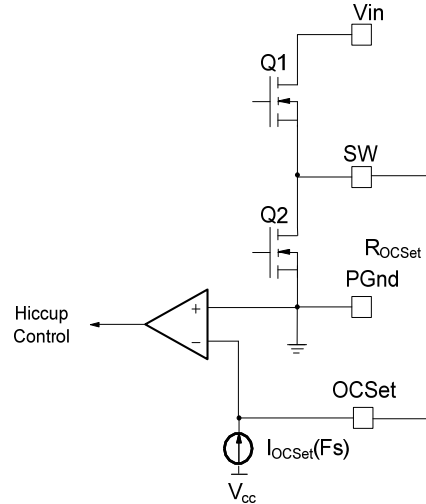 Vin
Q1
SW
Q2
ROCSet
PGnd
Hiccup
Control
+
−
OCSet
IOCSet(Fs)
Vcc